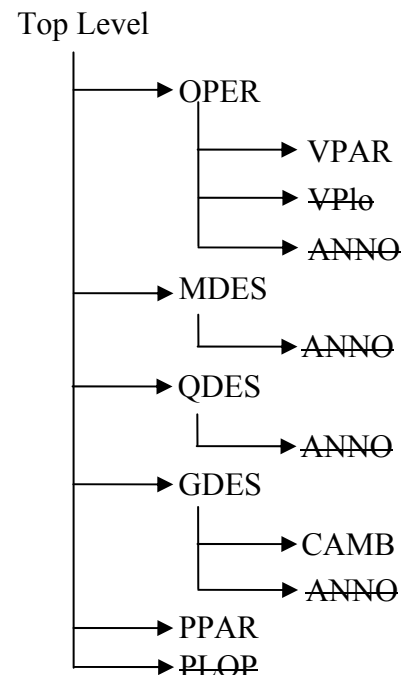 Top Level
OPER
VPAR
VPlo
ANNO
MDES
ANNO
QDES
ANNO
GDES
CAMB
ANNO
PPAR
PLOP